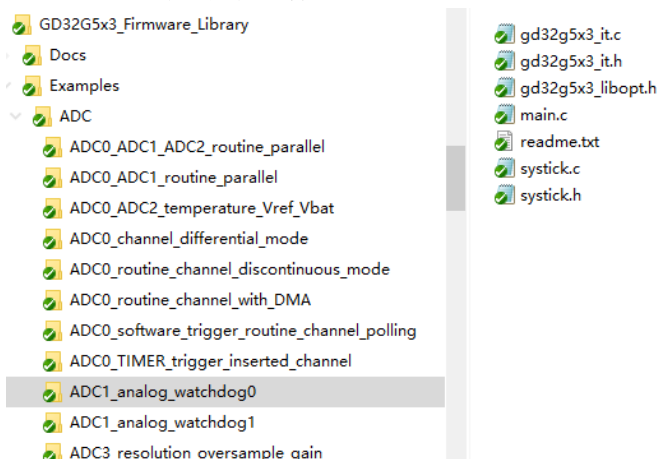 GD32G5x3_Firmware_Library
Docs
Examples
ADC
ADC0_ADC1_ADC2_routine_parallel
ADC0_ADC1_routine_parallel
ADC0_ADC2_temperature_Vref_Vbat
ADC0_channel_differential_mode
ADC0_routine_channel_discontinuous_mode
ADC0_routine_channel_with_DMA
ADC0_software_trigger_routine_channel_polling
ADC0_TIMER_trigger_inserted_channel
ADC1_analog_watchdog0
ADC1_analog_watchdog1
ADC3_resolution_oversample_gain
gd32g5x3_it.c
gd32g5x3_it.h
gd32g5x3_libopt.h
main.c
readme.txt
systick.c
systick.h